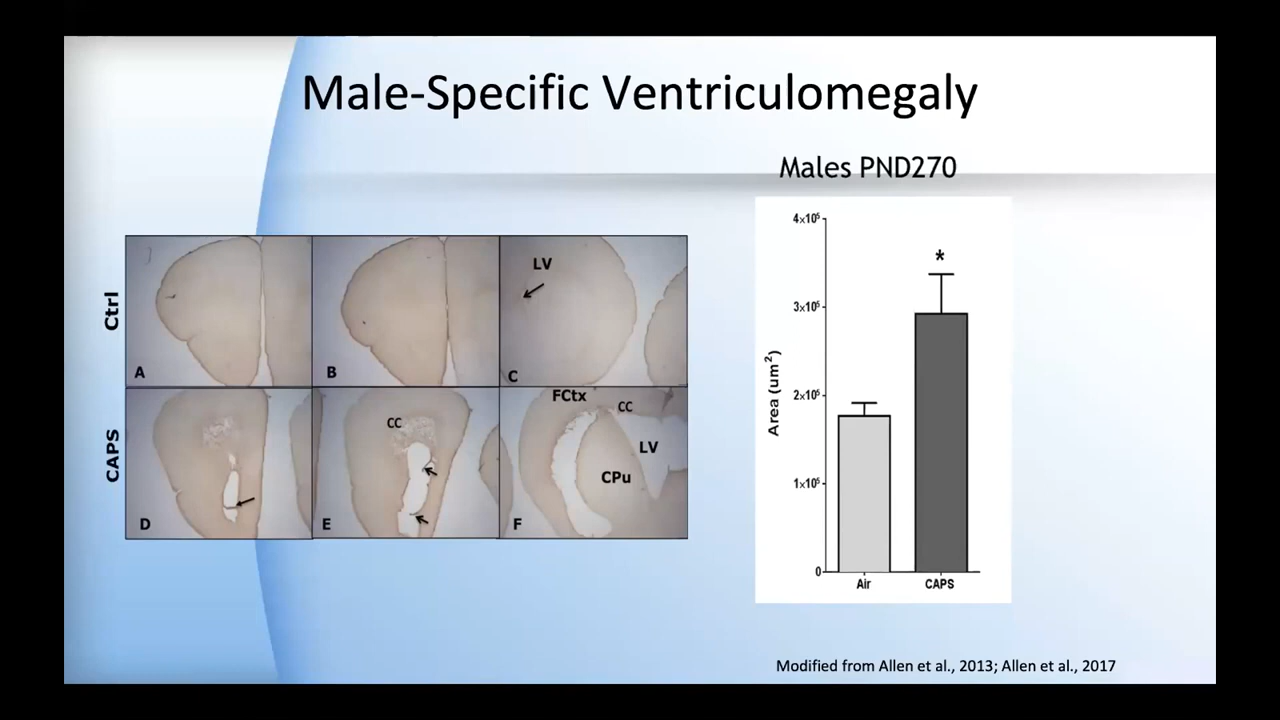 Male-Specific Ventriculomegaly
Males PND270
Ctrl
A
B
LV
C
CAPS
D
CC
E
FCtx
CC
LV
CPu
F
Area (um²)
4×10⁵
3×10⁵
2×10⁵
1×10⁵
0
*
Air
CAPS
Modified from Allen et al., 2013; Allen et al., 2017